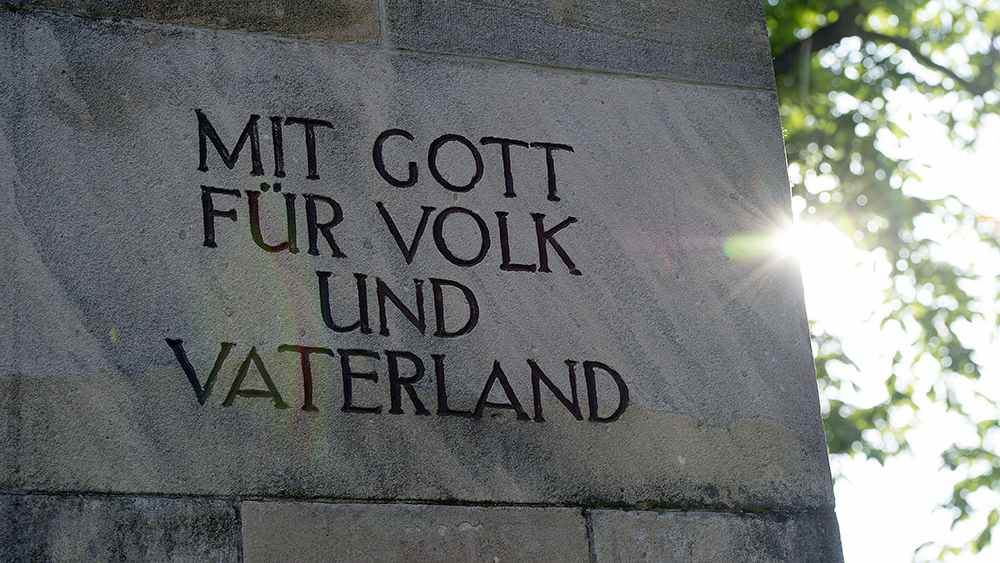 MIT GOTT
FÜR VOLK
UND
VATERLAND